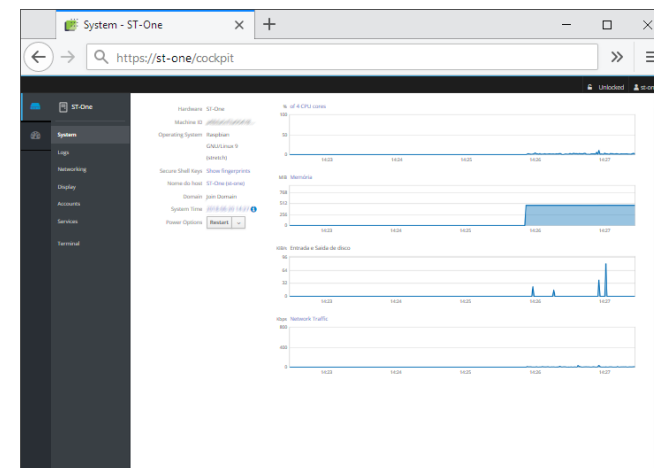 System - ST-One
https://st-one/cockpit
Unlocked
ST-One
System
Logs
Networking
Display
Accounts
Services
Terminal
Hardware ST-One
Machine ID
Operating System Raspbian
GNU/Linux 9
(stretch)
Secure Shell Keys Show fingerprints
Nome do host ST-One (st-one)
Domain Join Domain
System Time
Power Options Restart
% of 4 CPU cores
100
50
0
14:23 14:24 14:25 14:26 14:27
MiB Memória
768
512
256
0
14:23 14:24 14:25 14:26 14:27
Entrada e Saída de disco
96
64
32
0
14:23 14:24 14:25 14:26 14:27
Kbps Network Traffic
800
400
0
14:23 14:24 14:25 14:26 14:27